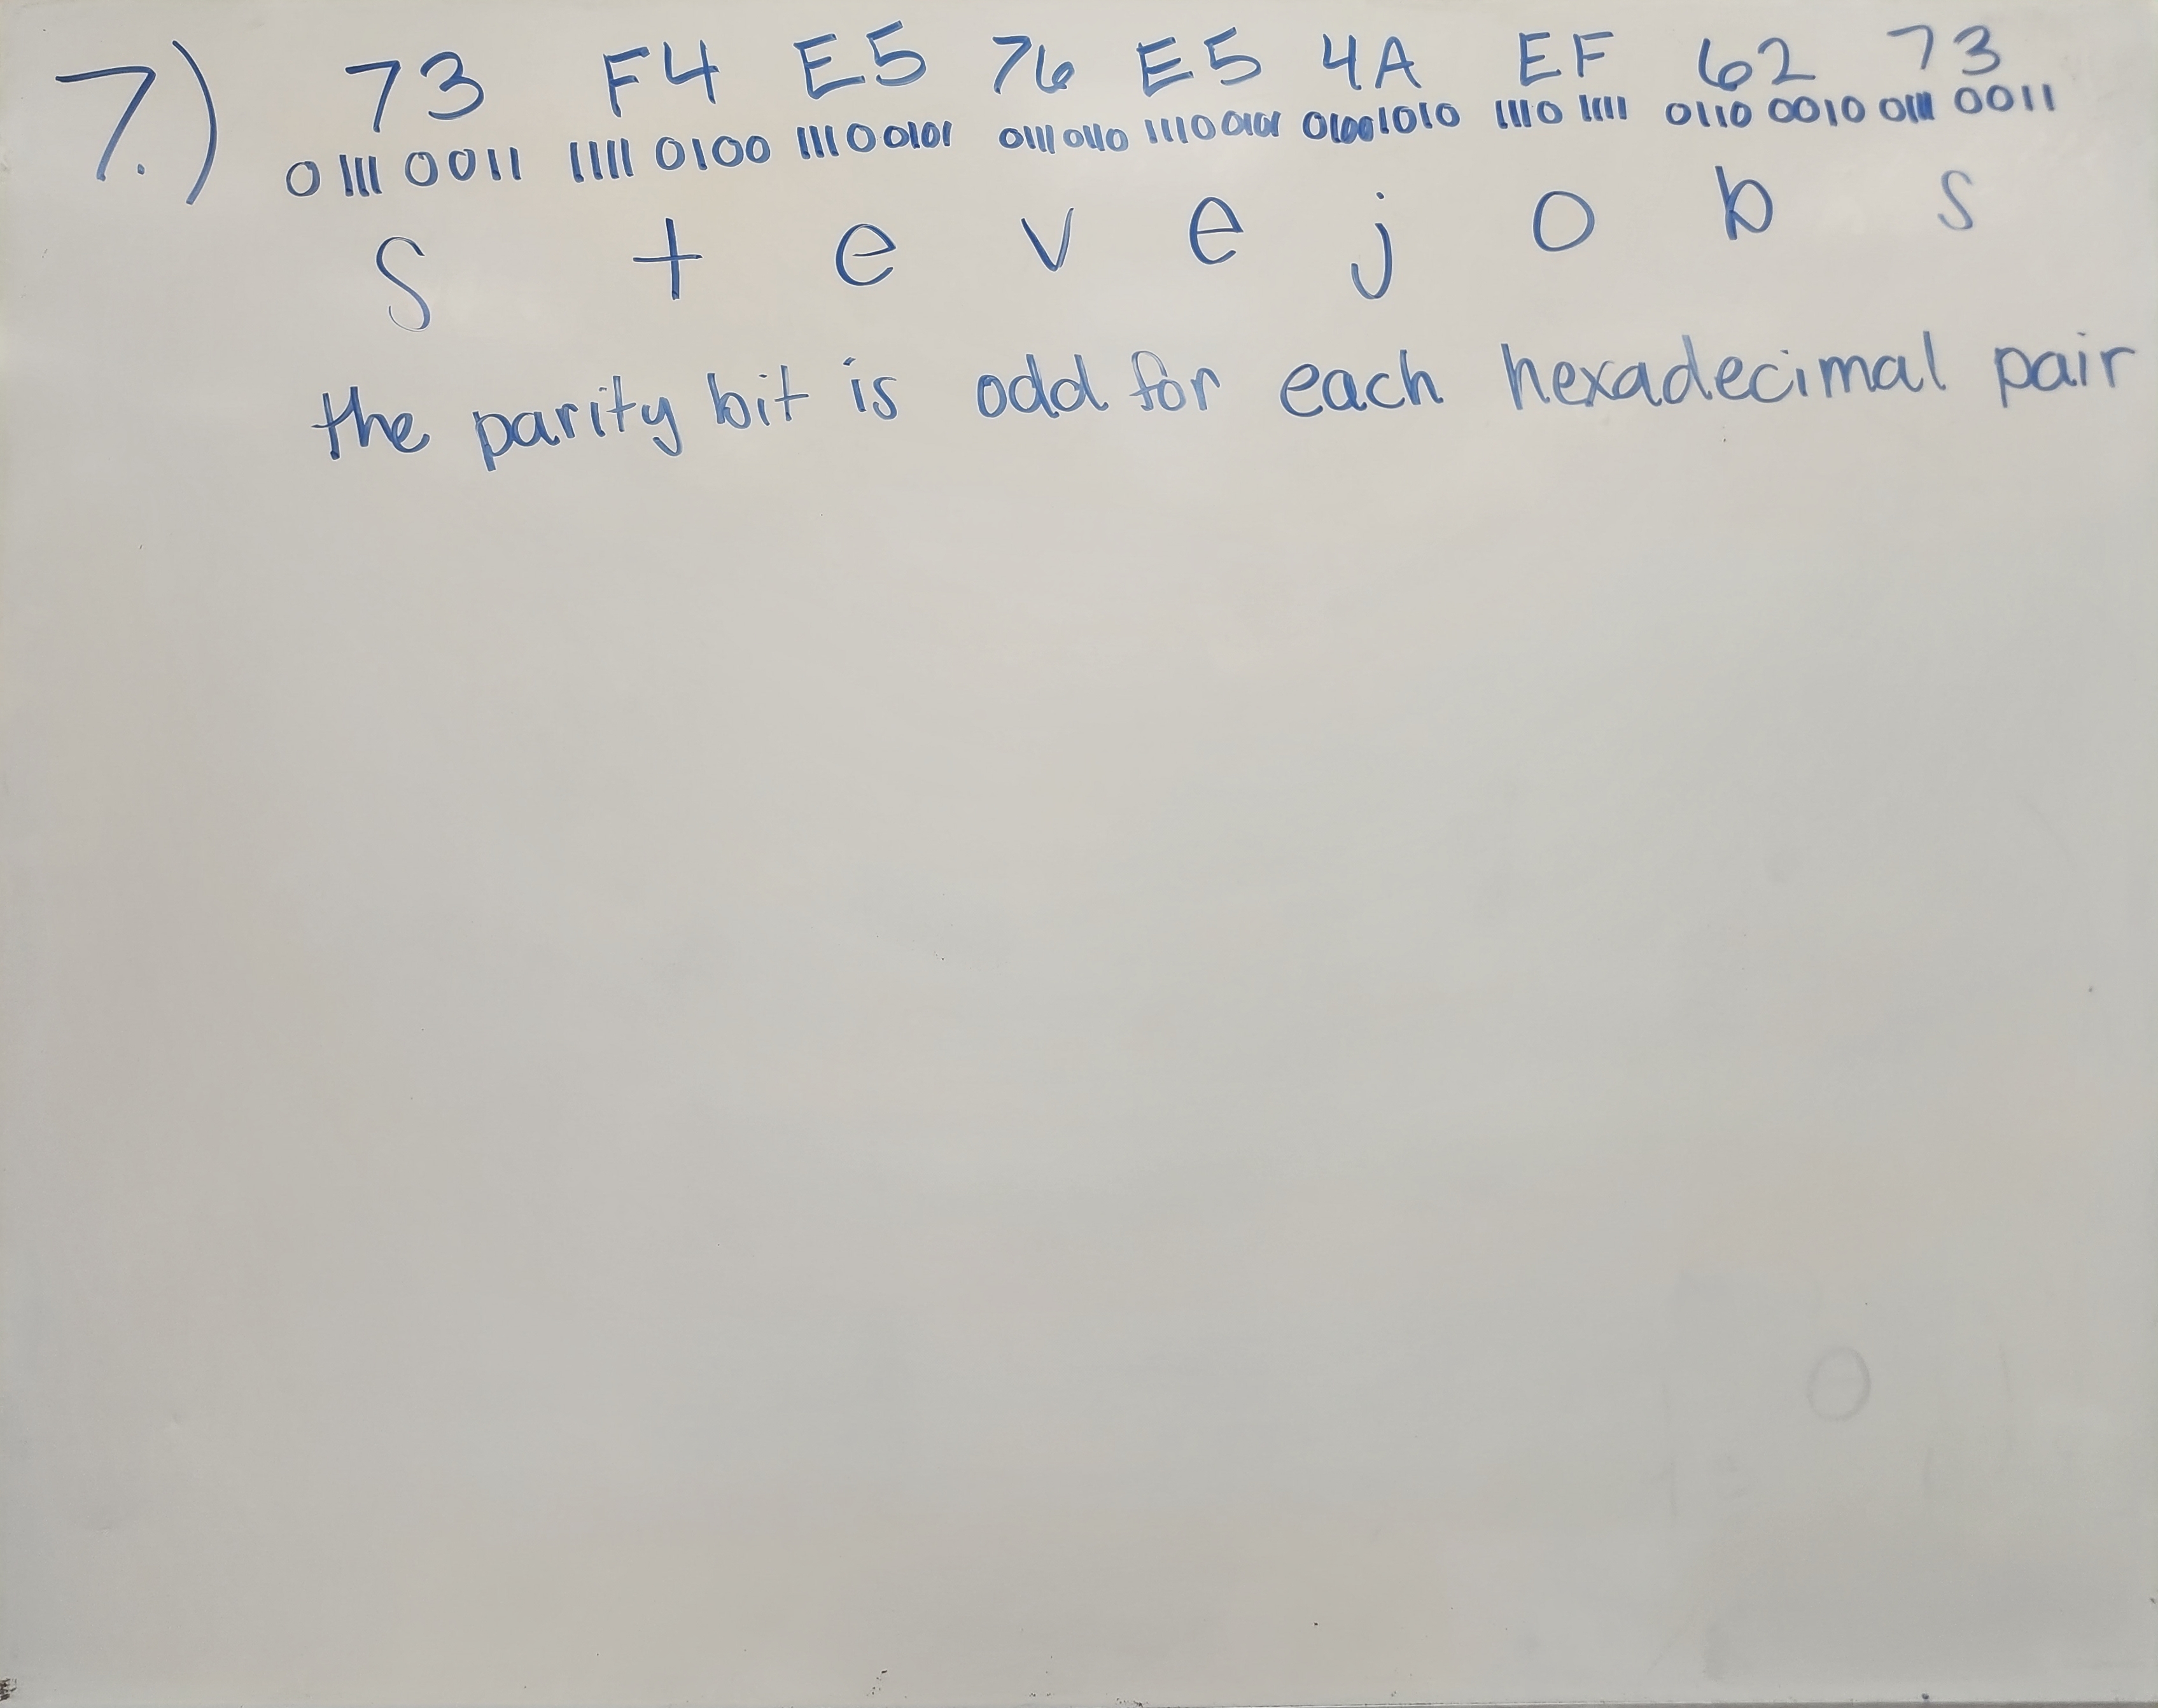 7.) 73 F4 E5 76 E5 4A EF 62 73
0111 0011 1111 0100 1110 0101 0111 0110 1110 0101 0100 1010 1110 1111 0110 0010 0111 0011
S t e v e j o b s
the parity bit is odd for each hexadecimal pair